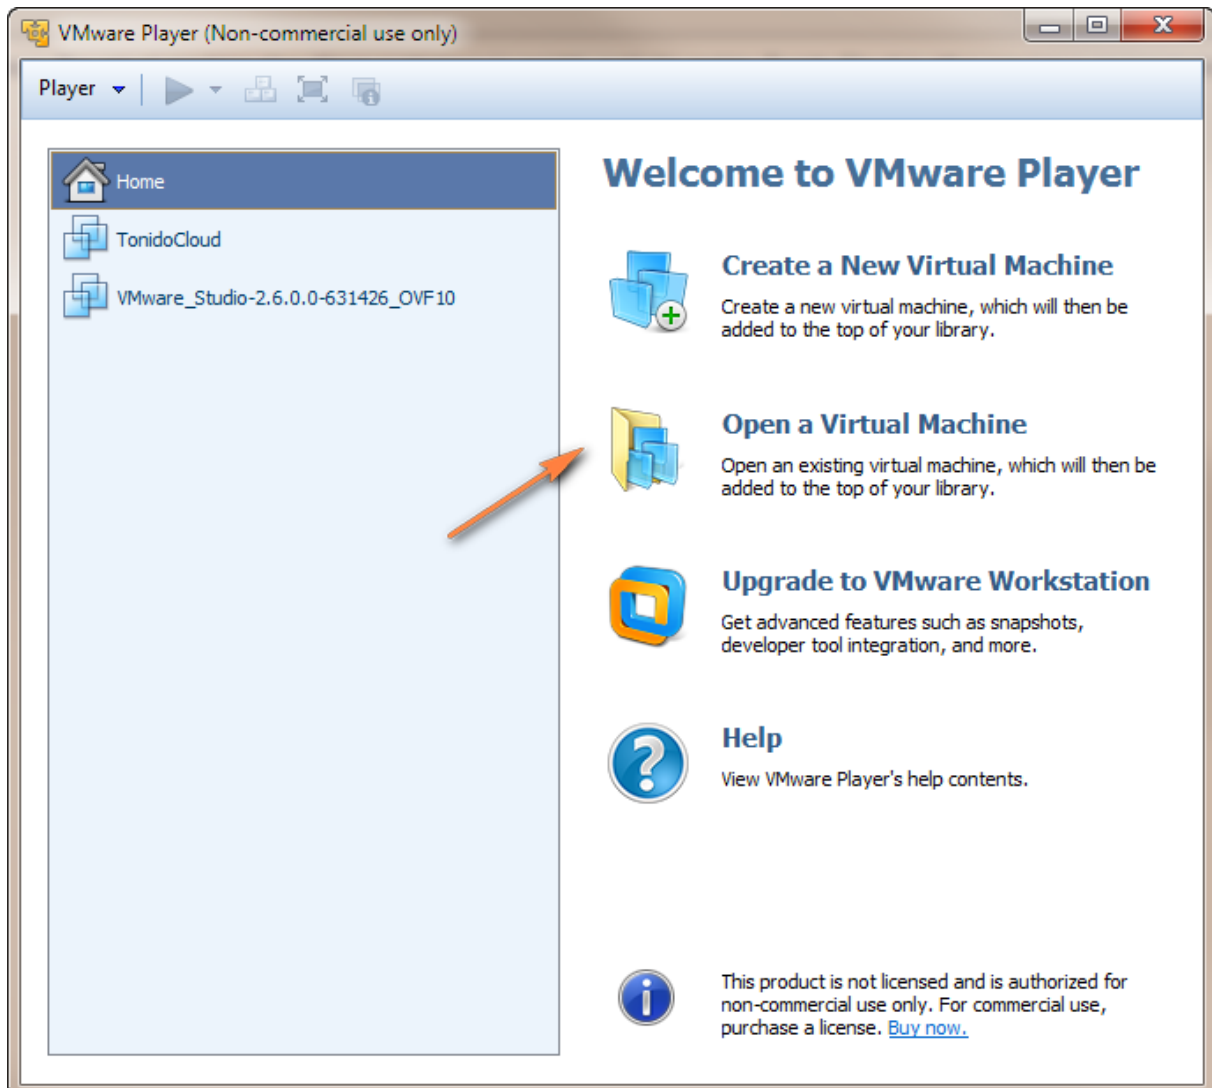 VMware Player (Non-commercial use only)
Player
Home
TonidoCloud
VMware_Studio-2.6.0.0-631426_OVF10
Welcome to VMware Player
Create a New Virtual Machine
Create a new virtual machine, which will then be
added to the top of your library.
Open a Virtual Machine
Open an existing virtual machine, which will then be
added to the top of your library.
Upgrade to VMware Workstation
Get advanced features such as snapshots,
developer tool integration, and more.
Help
View VMware Player's help contents.
This product is not licensed and is authorized for
non-commercial use only. For commercial use,
purchase a license. Buy now.